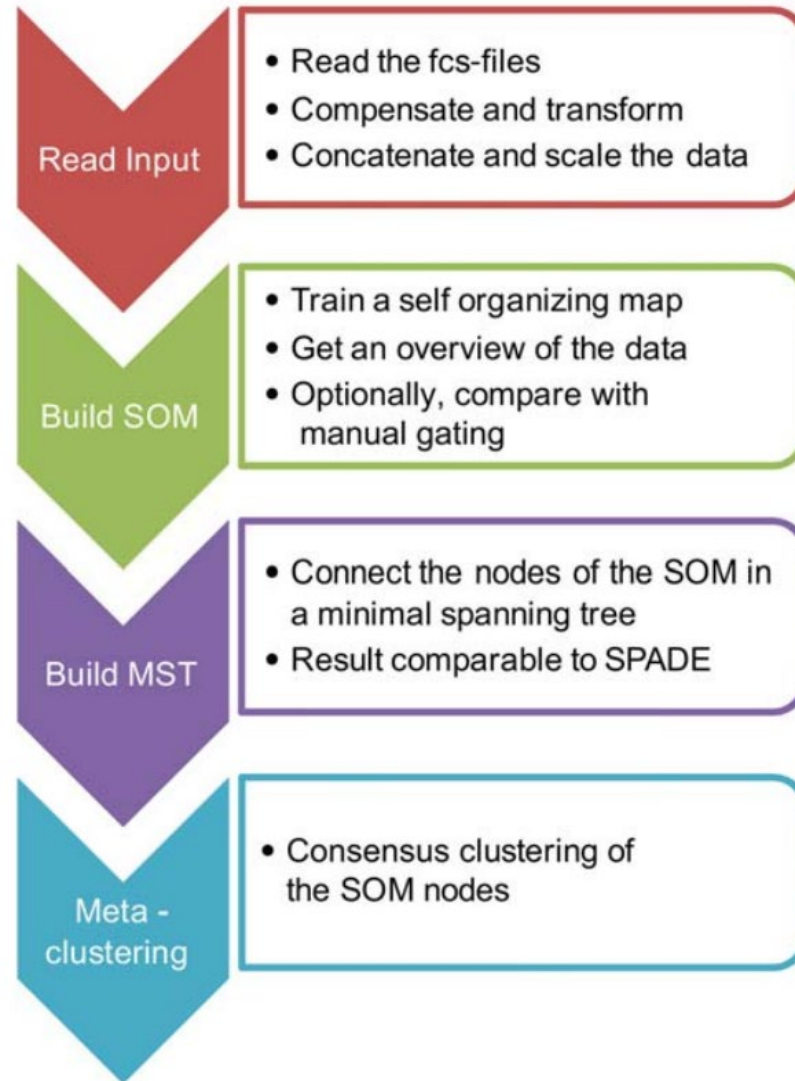 Read Input
• Read the fcs-files
• Compensate and transform
• Concatenate and scale the data
Build SOM
• Train a self organizing map
• Get an overview of the data
• Optionally, compare with
manual gating
Build MST
• Connect the nodes of the SOM in
a minimal spanning tree
• Result comparable to SPADE
Meta -
clustering
• Consensus clustering of
the SOM nodes